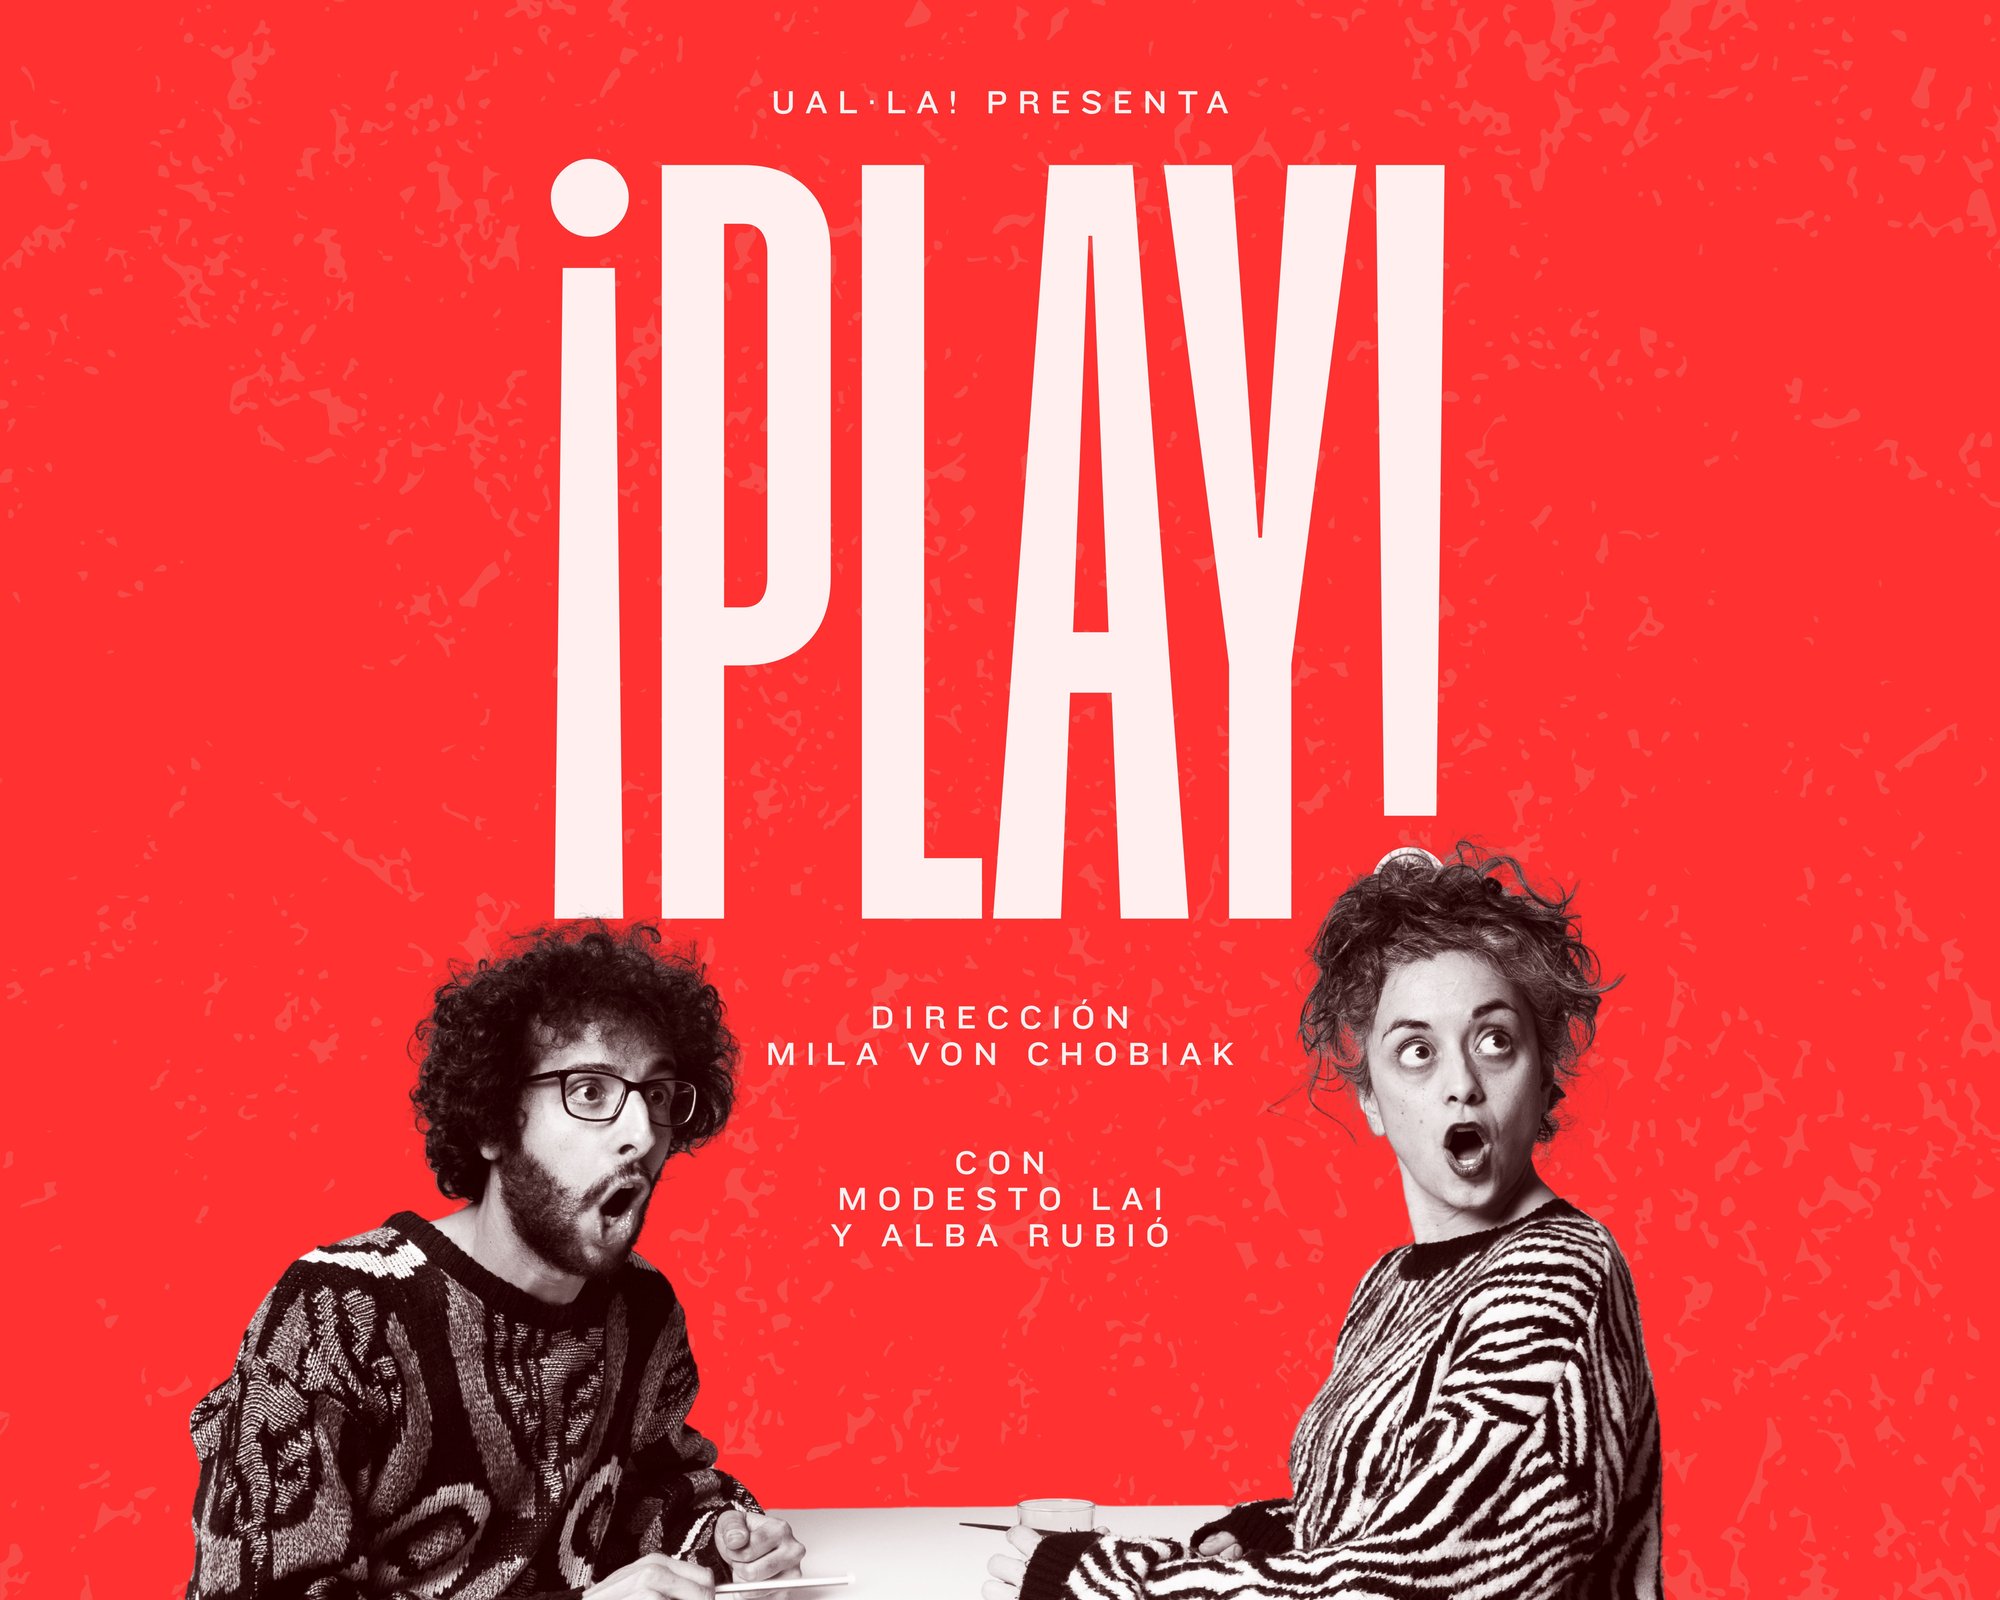 UAL·LA! PRESENTA
¡PLAY!
DIRECCIÓN
MILA VON CHOBIAK
CON
MODESTO LAI
Y ALBA RUBIÓ